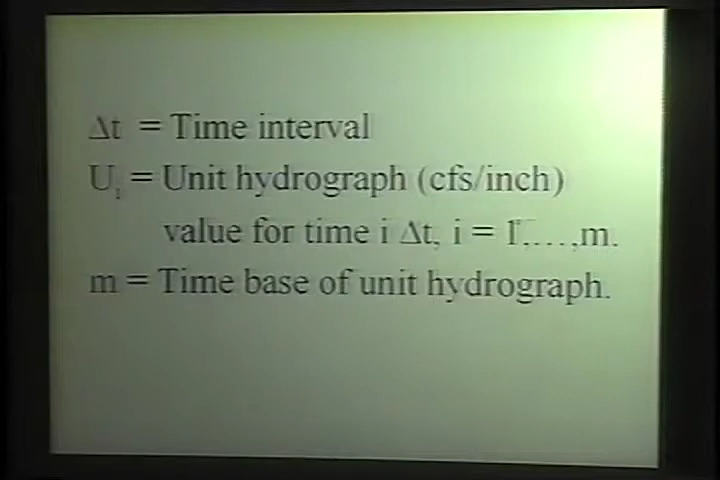 Δt = Time interval
Uᵢ = Unit hydrograph (cfs/inch)
value for time i Δt, i = 1,…,m.
m = Time base of unit hydrograph.